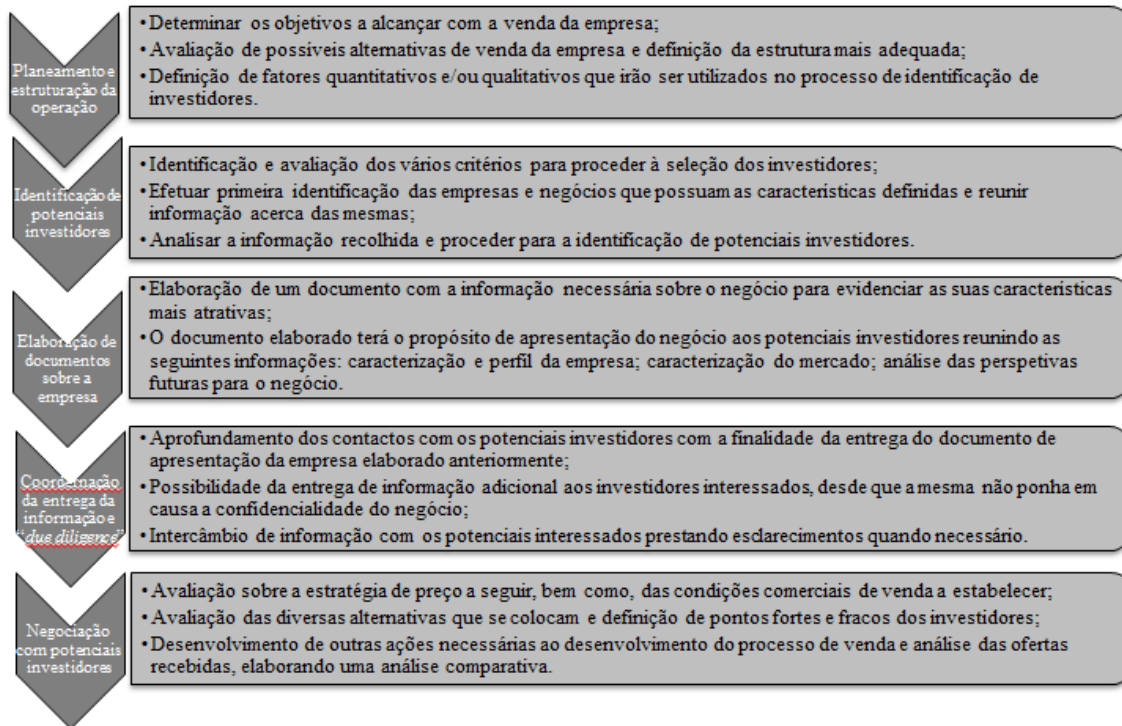 Planeamento e
estruturação da
operação
• Determinar os objetivos a alcançar com a venda da empresa;
• Avaliação de possíveis alternativas de venda da empresa e definição da estrutura mais adequada;
• Definição de fatores quantitativos e/ou qualitativos que irão ser utilizados no processo de identificação de
investidores.
Identificação de
potenciais
investidores
• Identificação e avaliação dos vários critérios para proceder à seleção dos investidores;
• Efetuar primeira identificação das empresas e negócios que possuam as características definidas e reunir
informação acerca das mesmas;
• Analisar a informação recolhida e proceder para a identificação de potenciais investidores.
Elaboração de
documentos
sobre a
empresa
• Elaboração de um documento com a informação necessária sobre o negócio para evidenciar as suas características
mais atrativas;
• O documento elaborado terá o propósito de apresentação do negócio aos potenciais investidores reunindo as
seguintes informações: caracterização e perfil da empresa; caracterização do mercado; análise das perspetivas
futuras para o negócio.
Coordernação
da entrega da
informação e
“due diligence”
• Aprofundamento dos contactos com os potenciais investidores com a finalidade da entrega do documento de
apresentação da empresa elaborado anteriormente;
• Possibilidade da entrega de informação adicional aos investidores interessados, desde que a mesma não ponha em
causa a confidencialidade do negócio;
• Intercâmbio de informação com os potenciais interessados prestando esclarecimentos quando necessário.
Negociação
com potenciais
investidores
• Avaliação sobre a estratégia de preço a seguir, bem como, das condições comerciais de venda a estabelecer;
• Avaliação das diversas alternativas que se colocam e definição de pontos fortes e fracos dos investidores;
• Desenvolvimento de outras ações necessárias ao desenvolvimento do processo de venda e análise das ofertas
recebidas, elaborando uma análise comparativa.